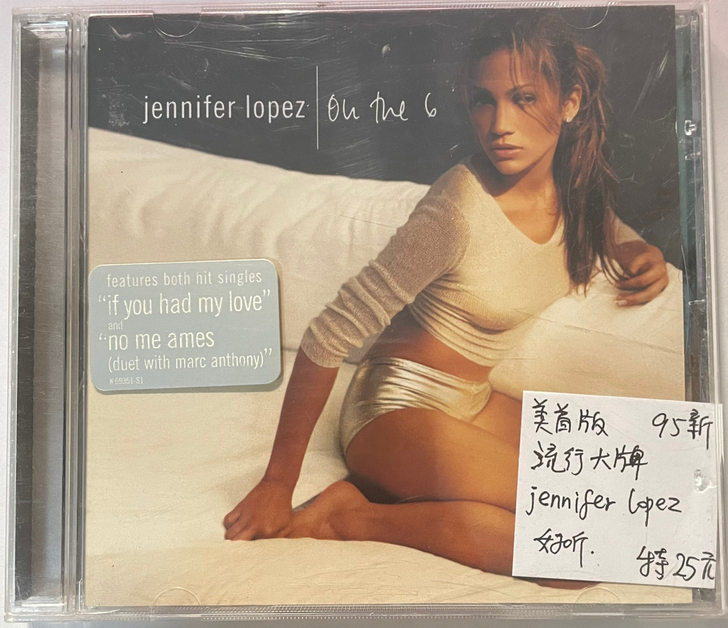 jennifer lopez | On the 6
features both hit singles
"if you had my love"
and
"no me ames
(duet with marc anthony)"
美首版 95新
流行大牌
jennifer lopez
好听.
特25元